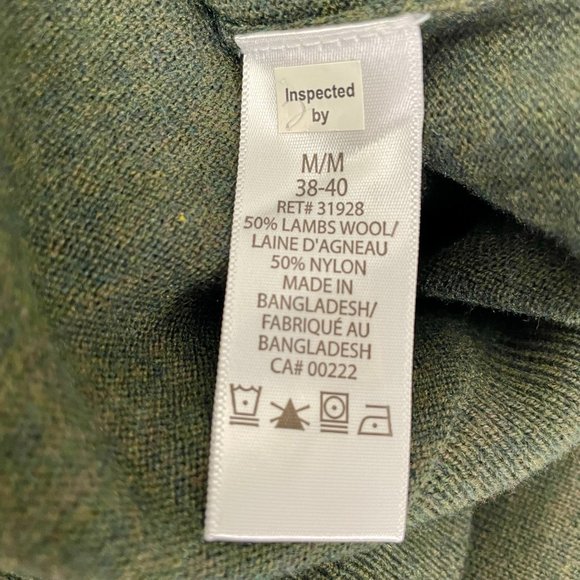 Inspected
by
M/M
38-40
RET# 31928
50% LAMBS WOOL/
LAINE D'AGNEAU
50% NYLON
MADE IN
BANGLADESH/
FABRIQUÉ AU
BANGLADESH
CA# 00222